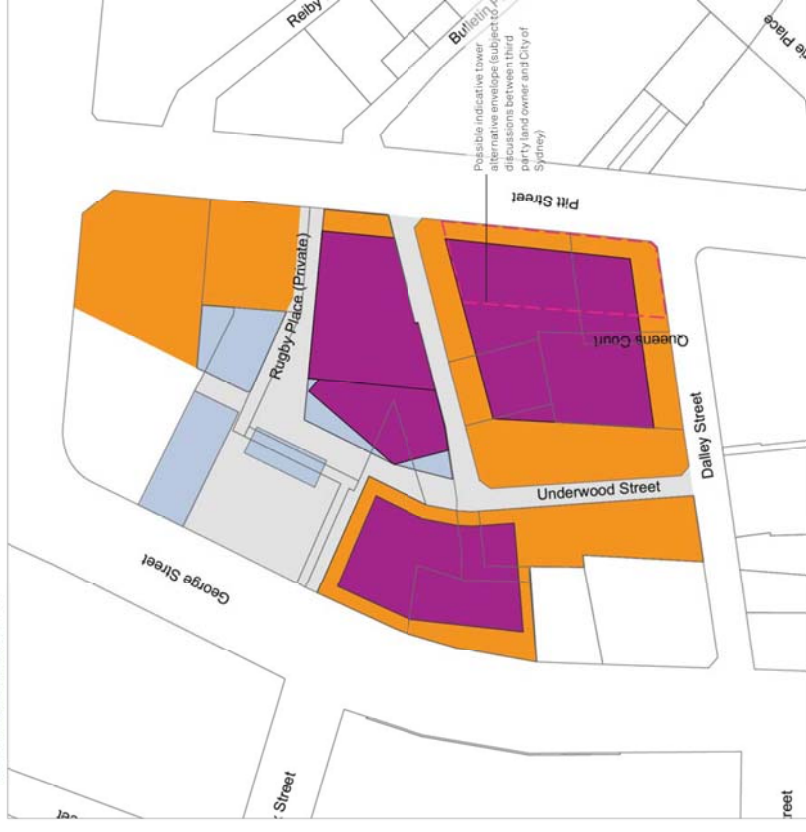 Reiby
Bulletin
Possible indicative tower
alternative envelope (subject to
discussions between third
party (land owner and City of
Sydney)
Place
Pitt Street
Rugby Place (Private)
Queens Court
Dalley Street
Underwood Street
George Street
Street